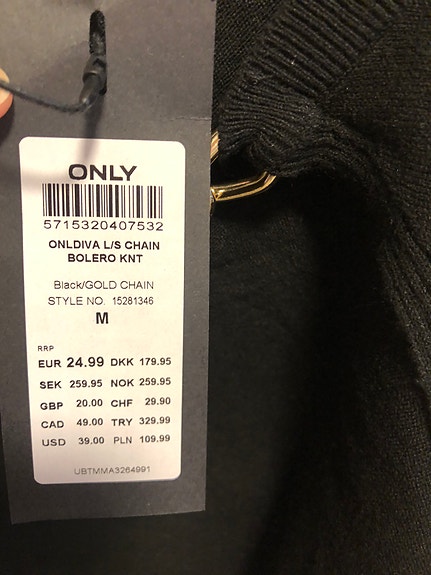 ONLY
5715320407532
ONLDIVA L/S CHAIN
BOLERO KNT
Black/GOLD CHAIN
STYLE NO. 15281346
M
RRP
EUR 24.99 DKK 179.95
SEK 259.95 NOK 259.95
GBP 20.00 CHF 29.90
CAD 49.00 TRY 329.99
USD 39.00 PLN 109.99
UBTMMA3264991